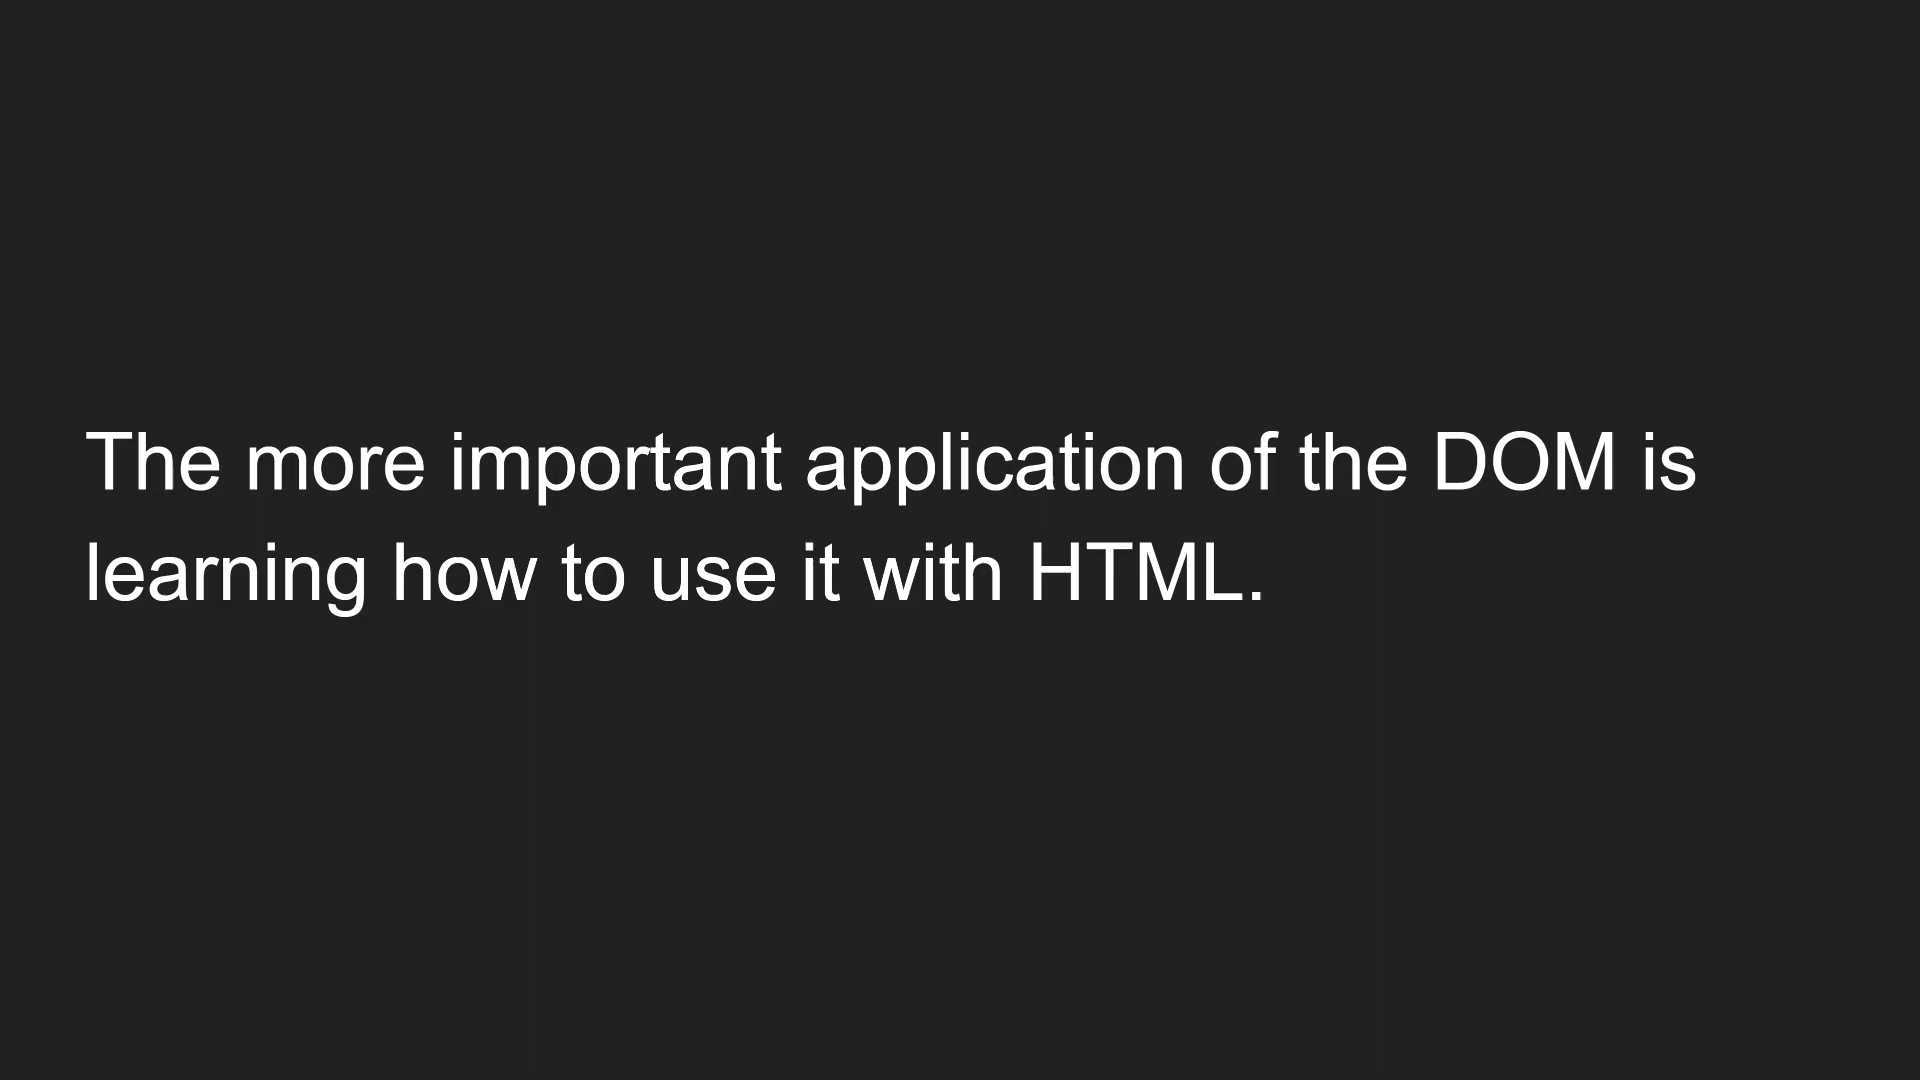 The more important application of the DOM is
learning how to use it with HTML.